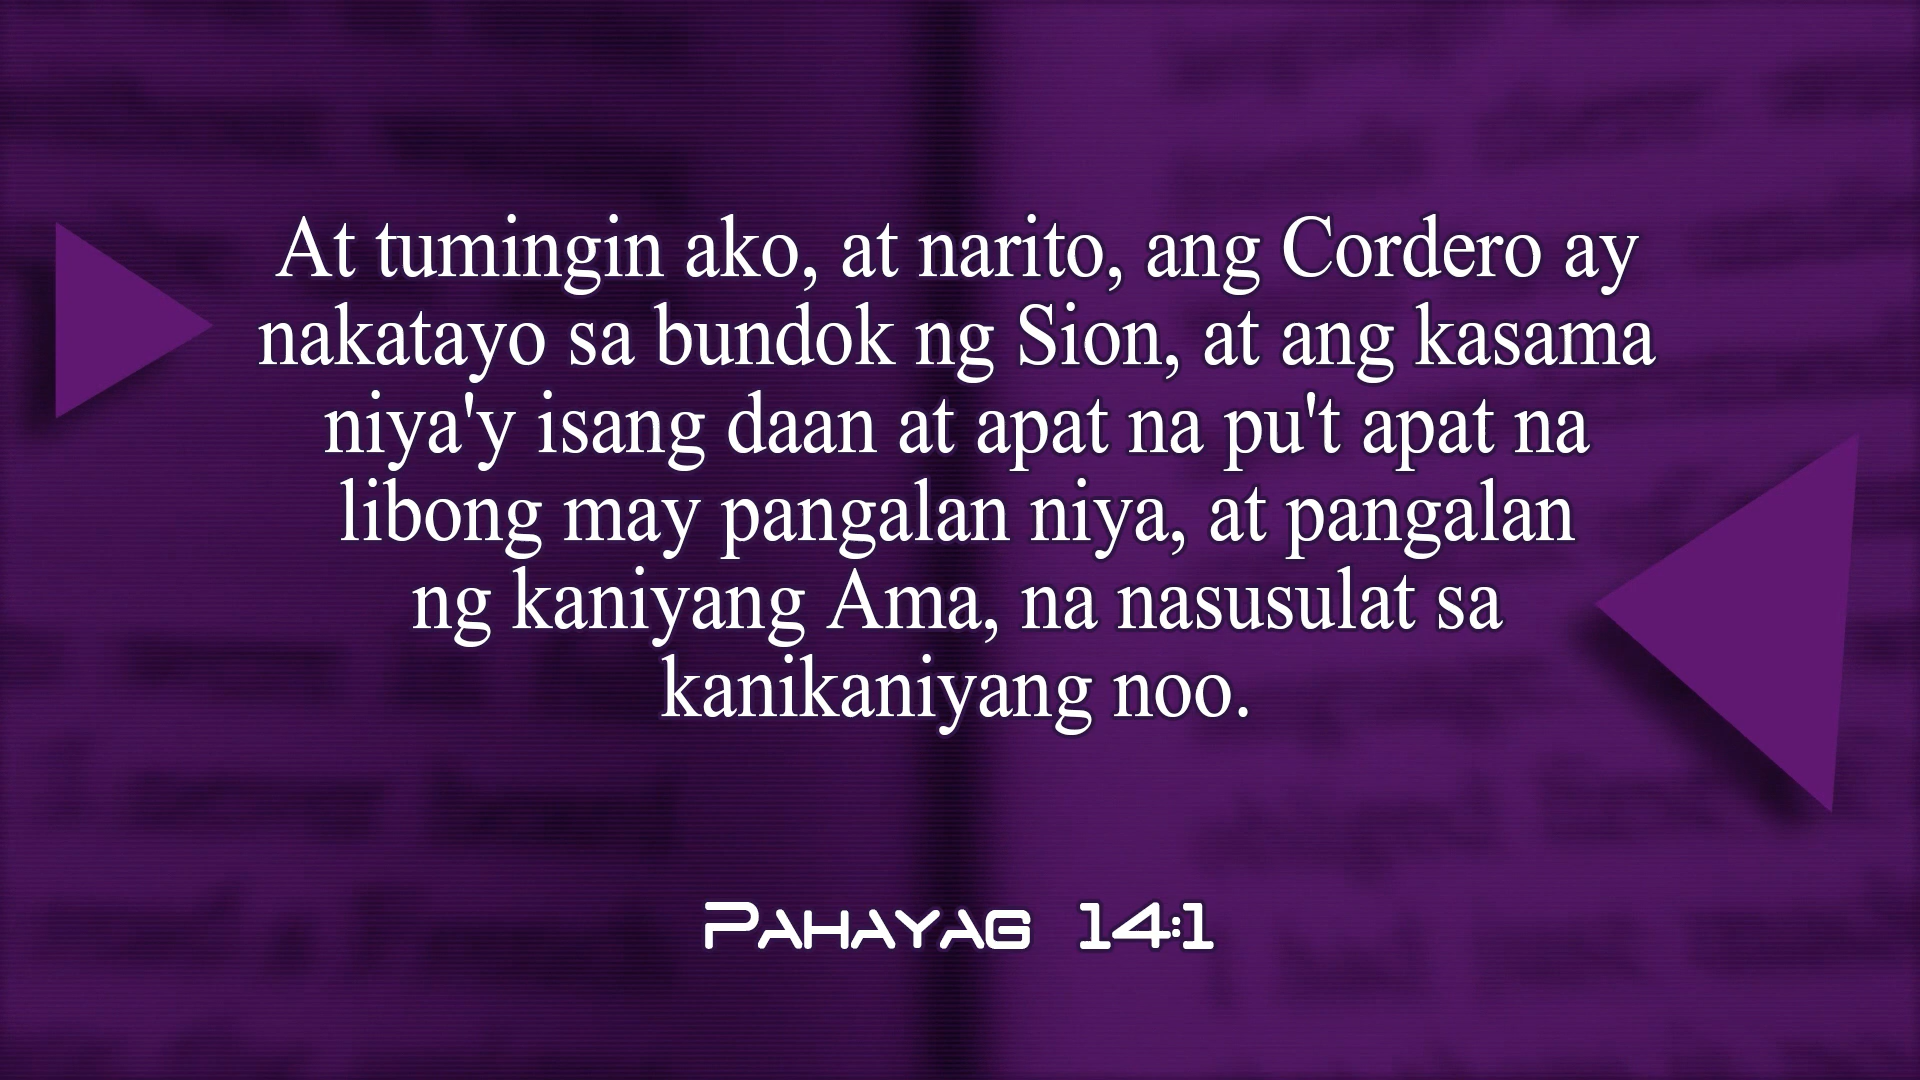 At tumingin ako, at narito, ang Cordero ay
nakatayo sa bundok ng Sion, at ang kasama
niya'y isang daan at apat na pu't apat na
libong may pangalan niya, at pangalan
ng kaniyang Ama, na nasusulat sa
kanikaniyang noo.
Pahayag 14:1